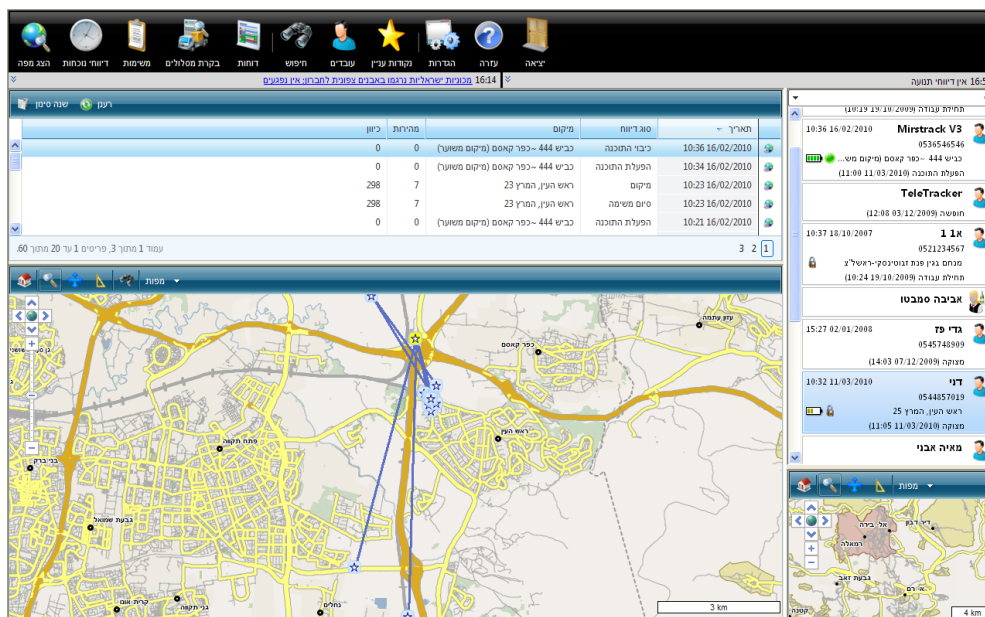 יציאה
עזרה
הגדרות
נקודות עניין
עובדים
חיפוש
דוחות
בקרת מסלולים
משימות
דיווחי נוכחות
הצג מפה
16:14 מכוניות ישראליות נרגמו באבנים צפונית לחברון; אין נפגעים
אין דיווחי תנועה
רענן שנה סינון
תאריך סוג דיווח מיקום מהירות כיוון
10:36 16/02/2010 כיבוי התוכנה כביש 444 ~כפר קאסם (מיקום משוער) 0 0
10:34 16/02/2010 הפעלת התוכנה כביש 444 ~כפר קאסם (מיקום משוער) 0 0
10:23 16/02/2010 מיקום ראש העין, המרץ 23 7 298
10:23 16/02/2010 סיום משימה ראש העין, המרץ 23 7 298
10:21 16/02/2010 הפעלת התוכנה כביש 444 ~כפר קאסם (מיקום משוער) 0 0
1 2 3
עמוד 1 מתוך 3, פריטים 1 עד 20 מתוך 60.
מפות
עזון עתמה
כפר קאסם
ראש העין
פתח תקווה
בני ברק
גבעת שמואל
קרית אונו
גני תקווה
נחלים
3 km
תחילת עבודה (10:19 19/10/2009)
Mirstrack V3 10:36 16/02/2010
0536546546
כביש 444 ~כפר קאסם (מיקום מש...
הפעלת התוכנה (11:00 11/03/2010)
TeleTracker
חופשה (12:08 03/12/2009)
1 א1 10:37 18/10/2007
0521234567
מנחם בגין פנת זבוטינסקי-ראשל"צ
תחילת עבודה (10:24 19/10/2009)
אביבה סמבטו
גדי פז 15:27 02/01/2008
0545748909
מצוקה (14:03 07/12/2009)
דני 10:32 11/03/2010
0544857019
ראש העין, המרץ 25
מצוקה (11:05 11/03/2010)
מאיה אבני
מפות
דיר דבון
אל בירה
רמאללה
גבעת זאב
א-רם
קטנה
4 km